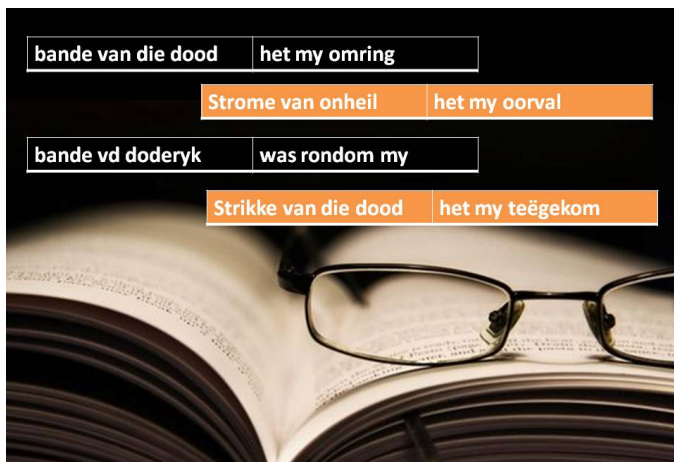 bande van die dood het my omring
Strome van onheil het my oorval
bande vd doderyk was rondom my
Strikke van die dood het my teëgekom